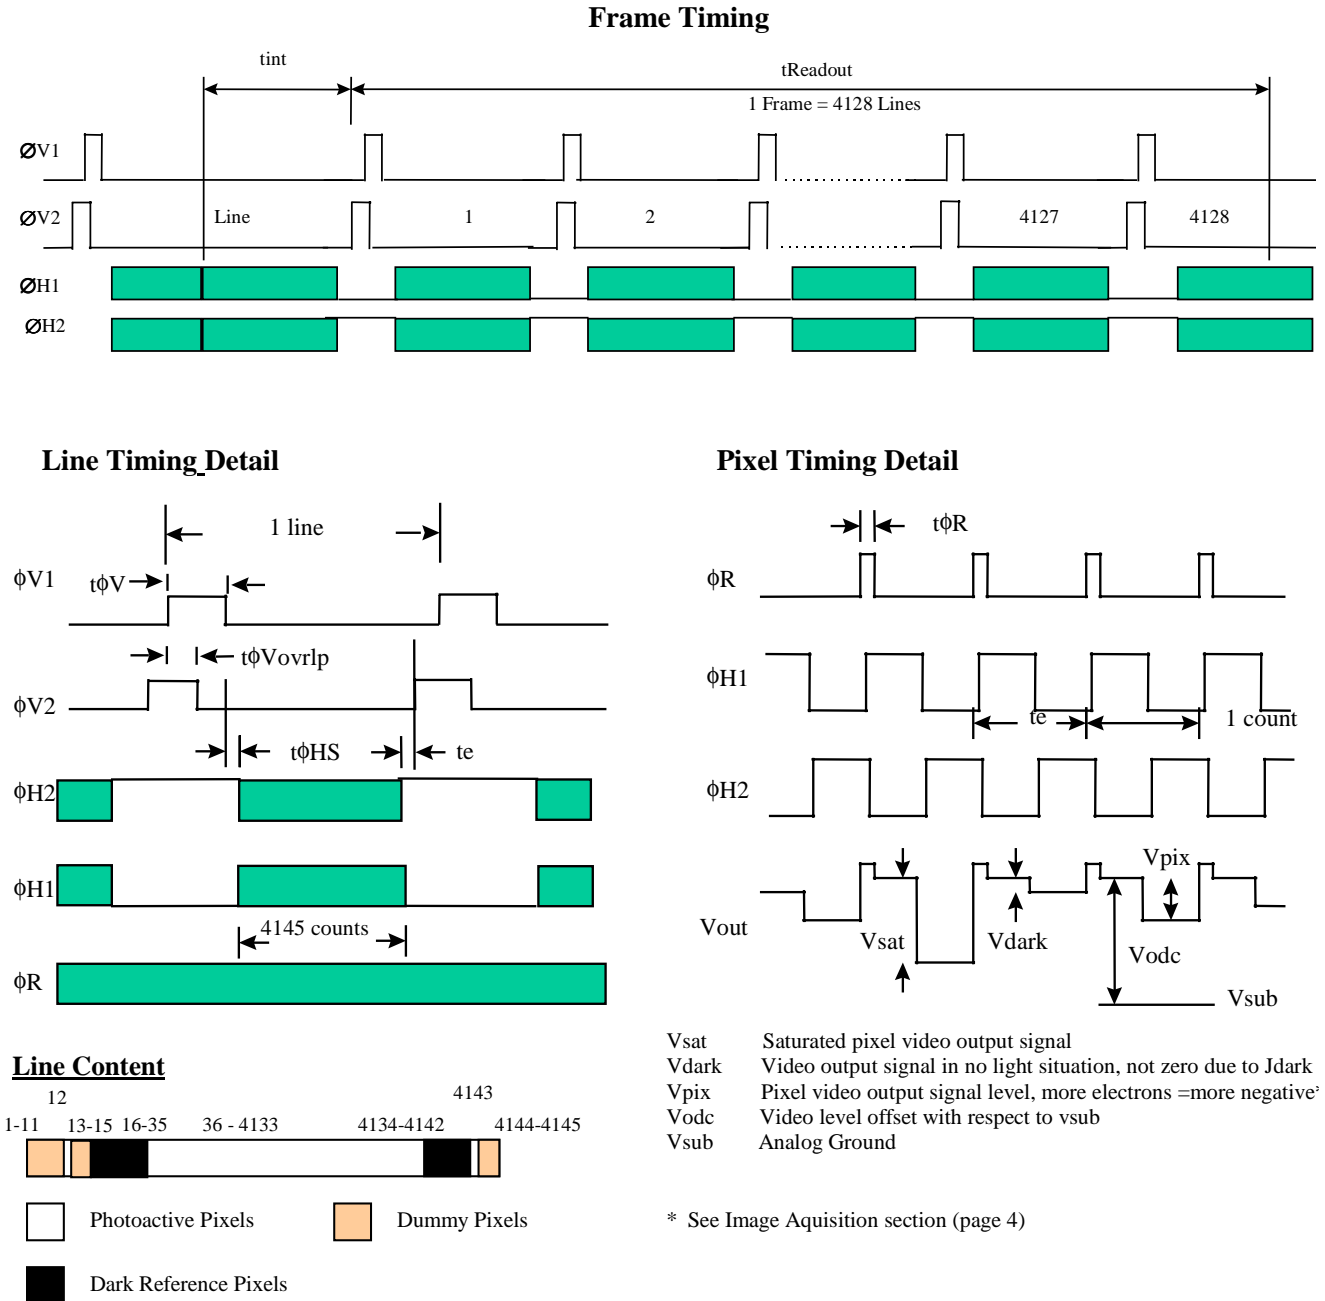 Frame Timing
tint
tReadout
1 Frame = 4128 Lines
ØV1
ØV2
Line
1
2
4127
4128
ØH1
ØH2
Line Timing Detail
1 line
ϕV1
tϕV
tϕVovrlp
ϕV2
tϕHS
te
ϕH2
ϕH1
4145 counts
ϕR
Pixel Timing Detail
tϕR
ϕR
ϕH1
te
1 count
ϕH2
Vpix
Vout
Vsat
Vdark
Vodc
Vsub
Vsat Saturated pixel video output signal
Vdark Video output signal in no light situation, not zero due to Jdark
Vpix Pixel video output signal level, more electrons =more negative*
Vodc Video level offset with respect to vsub
Vsub Analog Ground
* See Image Aquisition section (page 4)
Line Content
12
4143
1-11
13-15
16-35
36 - 4133
4134-4142
4144-4145
Photoactive Pixels
Dummy Pixels
Dark Reference Pixels